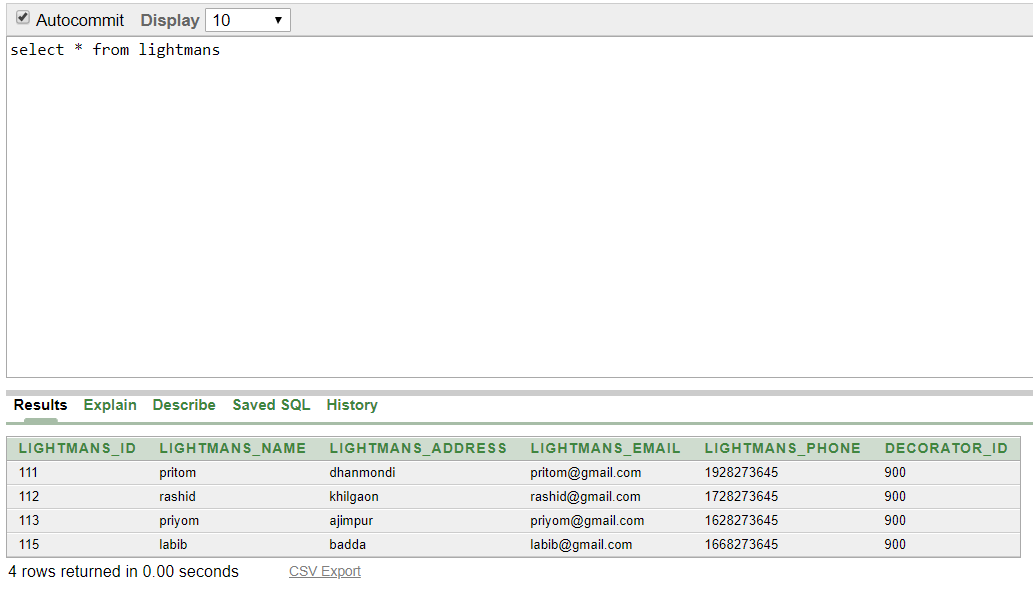 Autocommit Display 10
select * from lightmans
Results Explain Describe Saved SQL History
LIGHTMANS_ID LIGHTMANS_NAME LIGHTMANS_ADDRESS LIGHTMANS_EMAIL LIGHTMANS_PHONE DECORATOR_ID
111 pritom dhanmondi pritom@gmail.com 1928273645 900
112 rashid khilgaon rashid@gmail.com 1728273645 900
113 priyom ajimpur priyom@gmail.com 1628273645 900
115 labib badda labib@gmail.com 1668273645 900
4 rows returned in 0.00 seconds CSV Export